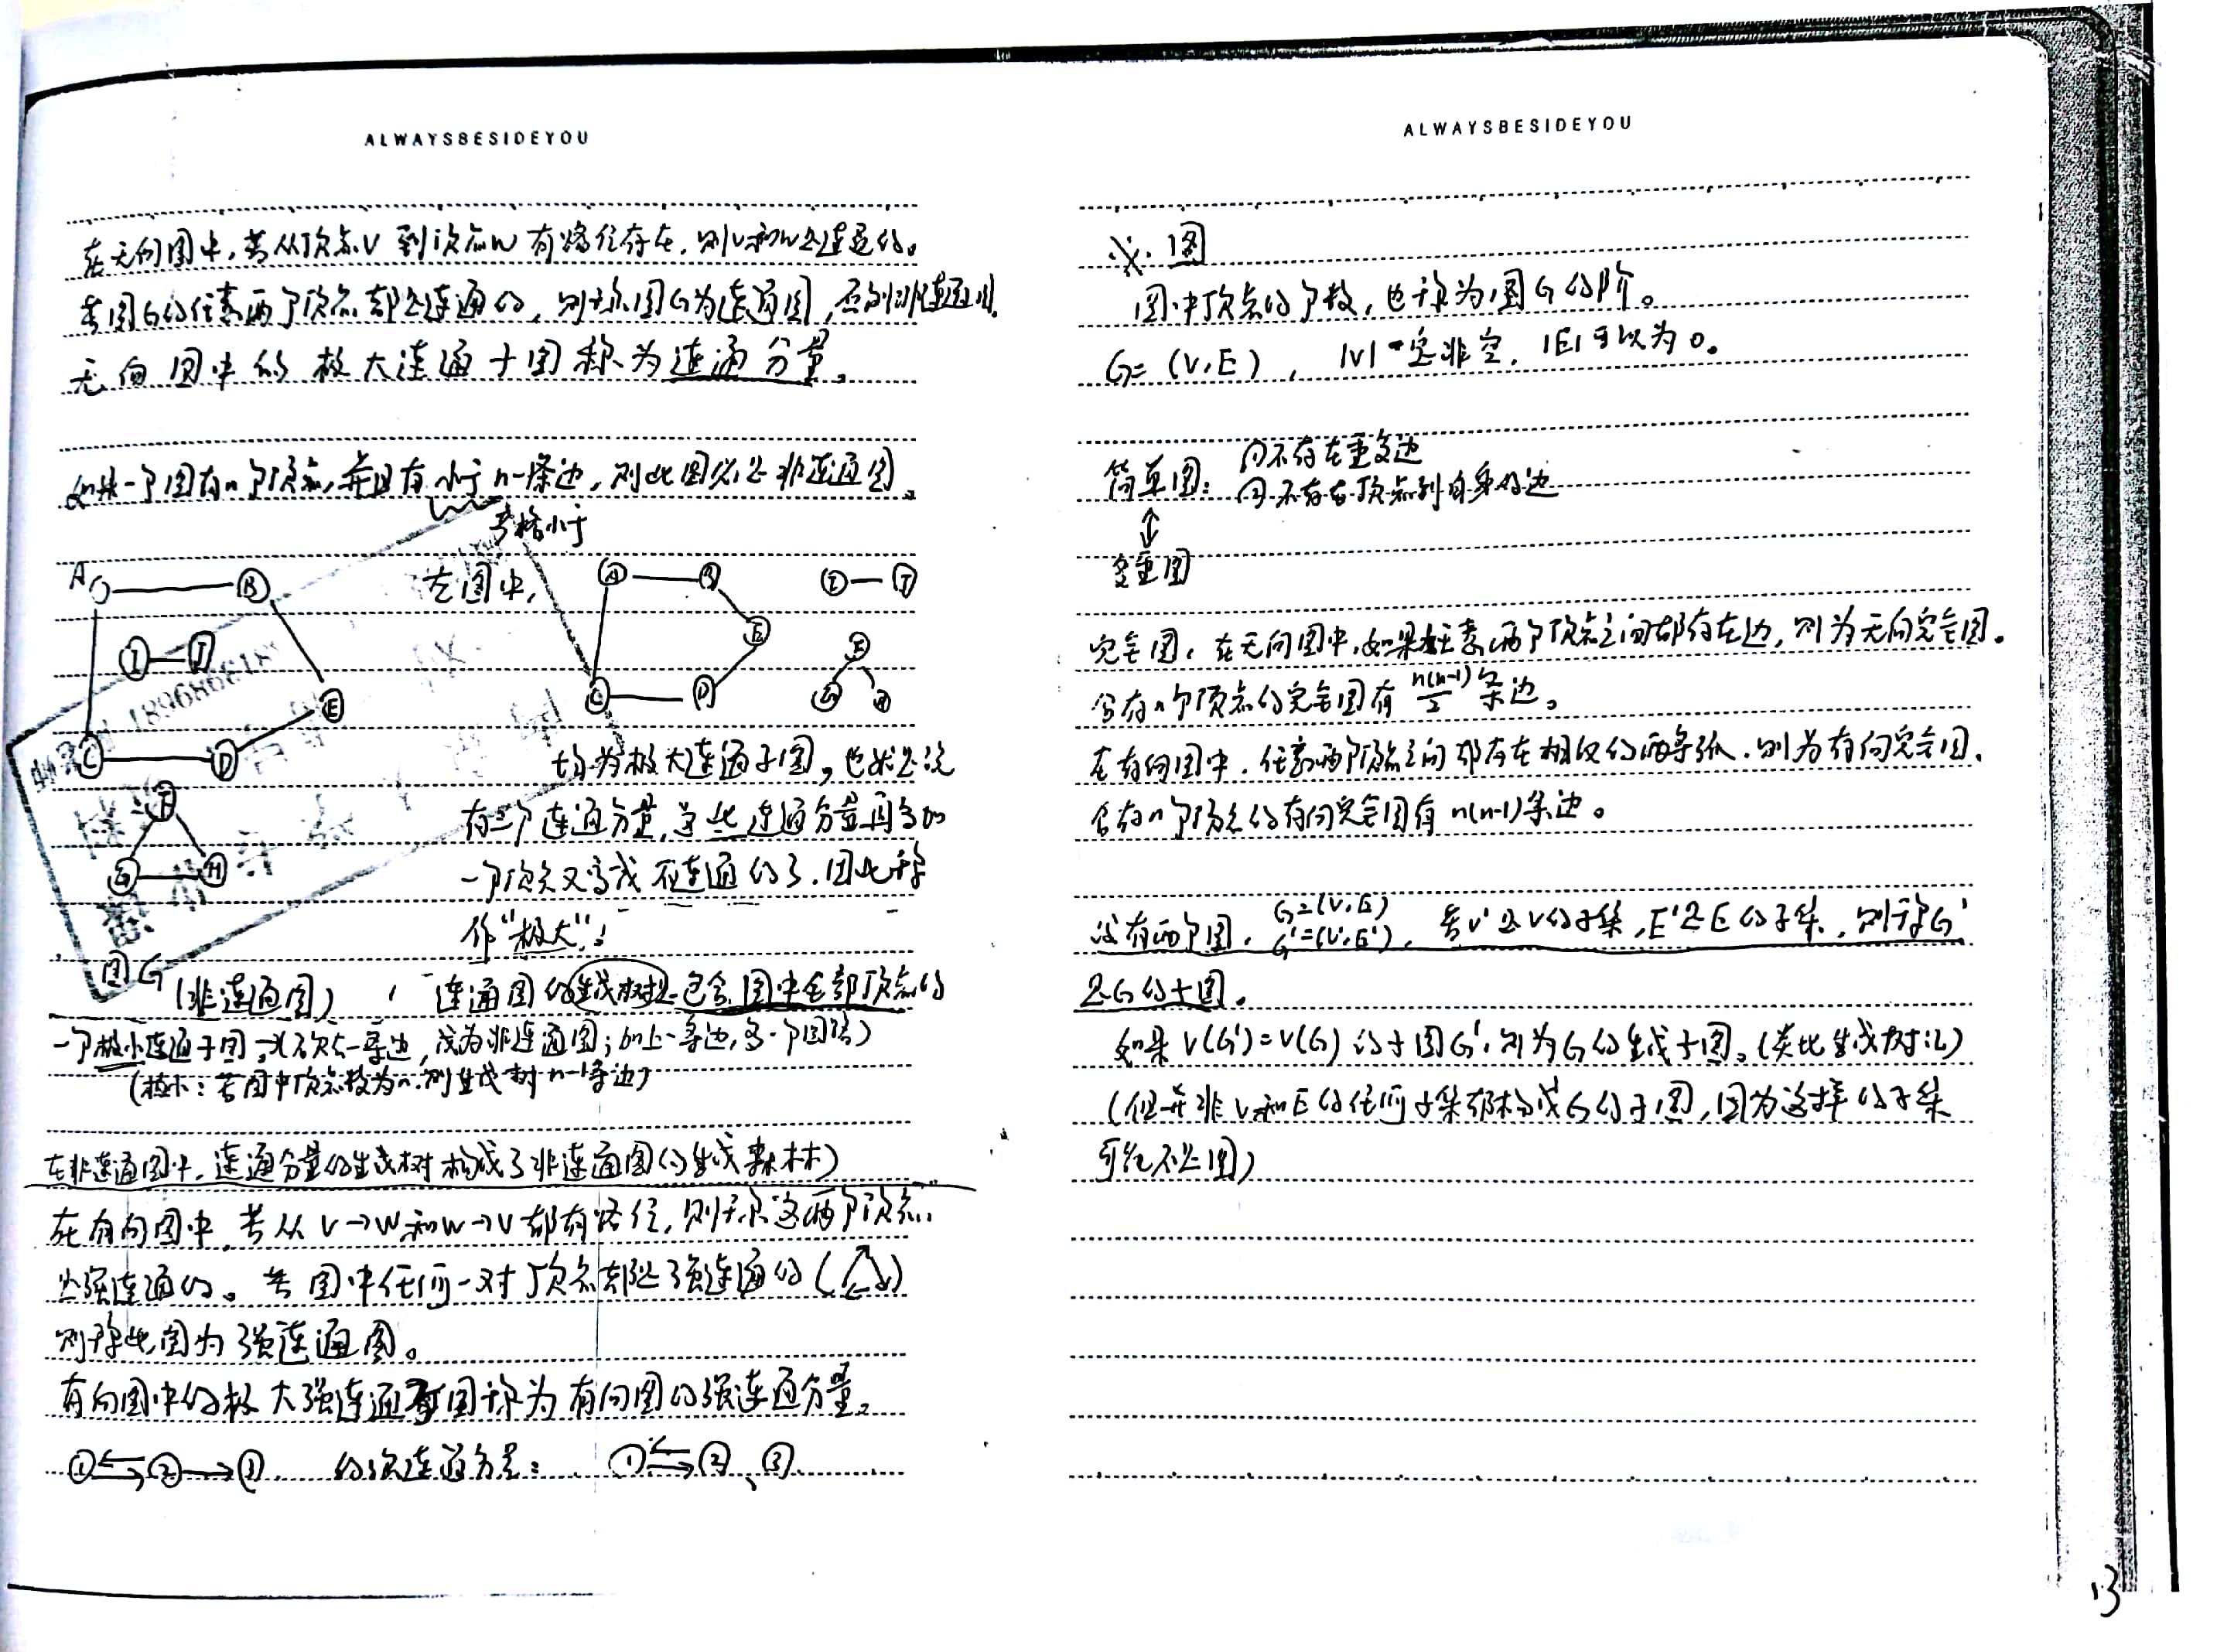 ALWAYSBESIDEYOU
在无向图中，若从顶点V到顶点W有路径存在，则V和W是连通的。
若图G的任意两个顶点都是连通的，则称图G为连通图，否则非连通图。
无向图中的极大连通子图称为连通分量。
如果一个图有n个顶点，并且有小于n-1条边，则此图必是非连通图。
严格小于
A B I J E C D F G H
左图中，
A B E C D
I J
F G H
均为极大连通子图，也就是说
有三个连通分量，这些连通分量再多加
一个顶点又变成不连通的了，因此称
作“极大”！
图G
(非连通图)
连通图的生成树是包含图中全部顶点的
一个极小连通子图，减去一条边，成为非连通图；加上一条边，多一个回路)
(极小：若图中顶点数为n，则生成树n-1条边)
在非连通图中，连通分量的生成树构成了非连通图的生成森林)
在有向图中，若从V→W和W→V都有路径，则称这两个顶点
是强连通的。若图中任何一对顶点都是强连通的( )
则称此图为强连通图。
有向图中的极大强连通子图称为有向图的强连通分量。
① ② ③ 的强连通分量： ① ② 、③
ALWAYSBESIDEYOU
※ 图
图中顶点的个数，也称为图G的阶。
G=(V,E)，|V|一定非空，|E|可以为0。
简单图：①不存在重复边
②不存在顶点到自身的边
↕
多重图
完全图，在无向图中，如果任意两个顶点之间都存在边，则为无向完全图。
含有n个顶点的完全图有n(n-1)/2条边。
在有向图中，任意两个顶点之间都存在相反的两条弧，则为有向完全图，
含有n个顶点的有向完全图有n(n-1)条边。
设有两个图，G=(V,E) G'=(V',E')，若V'是V的子集，E'是E的子集，则称G'
是G的子图。
如果V(G')=V(G)的子图G'，则为G的生成子图。(类比生成树记)
(但并非V和E的任何子集都构成G的子图，因为这样的子集
可能不是图)
13